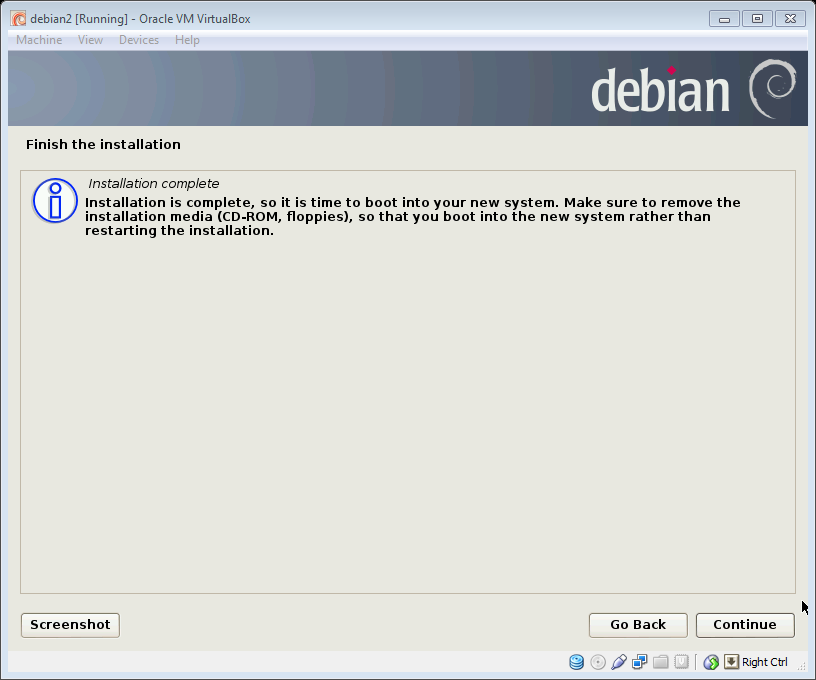 debian2 [Running] - Oracle VM VirtualBox
Machine View Devices Help
debian
Finish the installation
Installation complete
Installation is complete, so it is time to boot into your new system. Make sure to remove the
installation media (CD-ROM, floppies), so that you boot into the new system rather than
restarting the installation.
Screenshot Go Back Continue
Right Ctrl